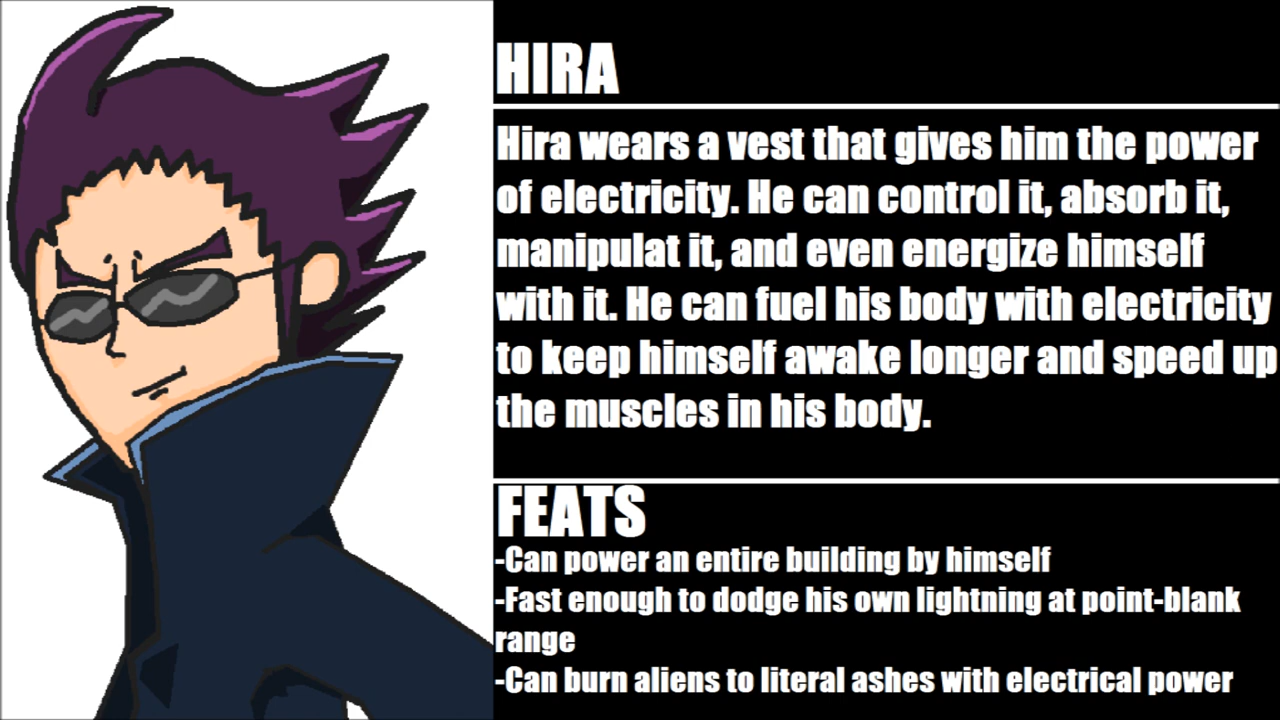 HIRA
Hira wears a vest that gives him the power
of electricity. He can control it, absorb it,
manipulat it, and even energize himself
with it. He can fuel his body with electricity
to keep himself awake longer and speed up
the muscles in his body.
FEATS
-Can power an entire building by himself
-Fast enough to dodge his own lightning at point-blank
range
-Can burn aliens to literal ashes with electrical power